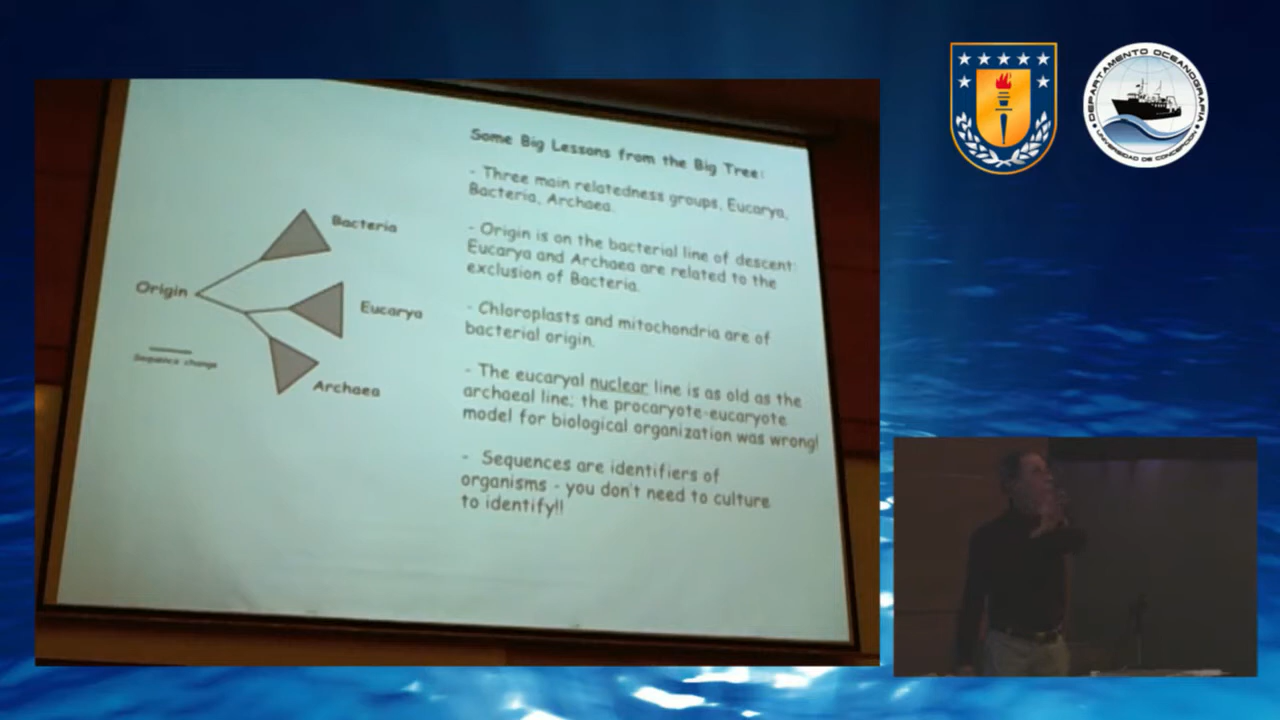 Some Big Lessons from the Big Tree:
- Three main relatedness groups, Eucarya,
Bacteria, Archaea.
- Origin is on the bacterial line of descent:
Eucarya and Archaea are related to the
exclusion of Bacteria.
- Chloroplasts and mitochondria are of
bacterial origin.
- The eucaryal nuclear line is as old as the
archaeal line; the procaryote-eucaryote
model for biological organization was wrong!
- Sequences are identifiers of
organisms - you don't need to culture
to identify!!
Bacteria
Origin
Eucarya
Sequence change
Archaea
DEPARTAMENTO OCEANOGRAFIA
UNIVERSIDAD DE CONCEPCION